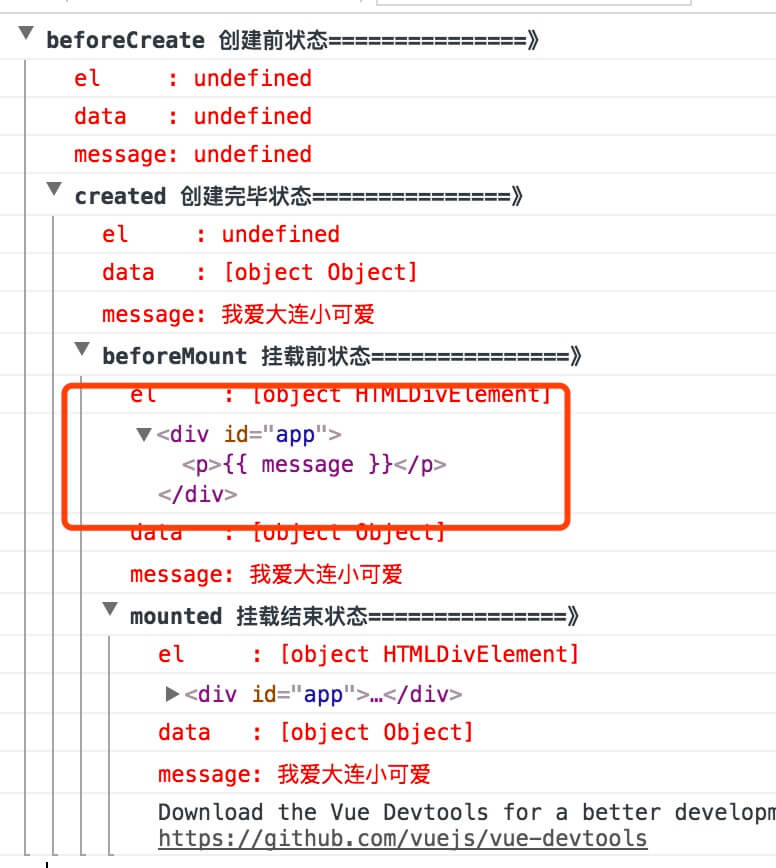 ▼ beforeCreate 创建前状态===============》
el     : undefined
data   : undefined
message: undefined
▼ created 创建完毕状态===============》
el     : undefined
data   : [object Object]
message: 我爱大连小可爱
▼ beforeMount 挂载前状态===============》
el     : [object HTMLDivElement]
▼<div id="app">
<p>{{ message }}</p>
</div>
data   : [object Object]
message: 我爱大连小可爱
▼ mounted 挂载结束状态===============》
el     : [object HTMLDivElement]
▶<div id="app">…</div>
data   : [object Object]
message: 我爱大连小可爱
Download the Vue Devtools for a better developm
https://github.com/vuejs/vue-devtools